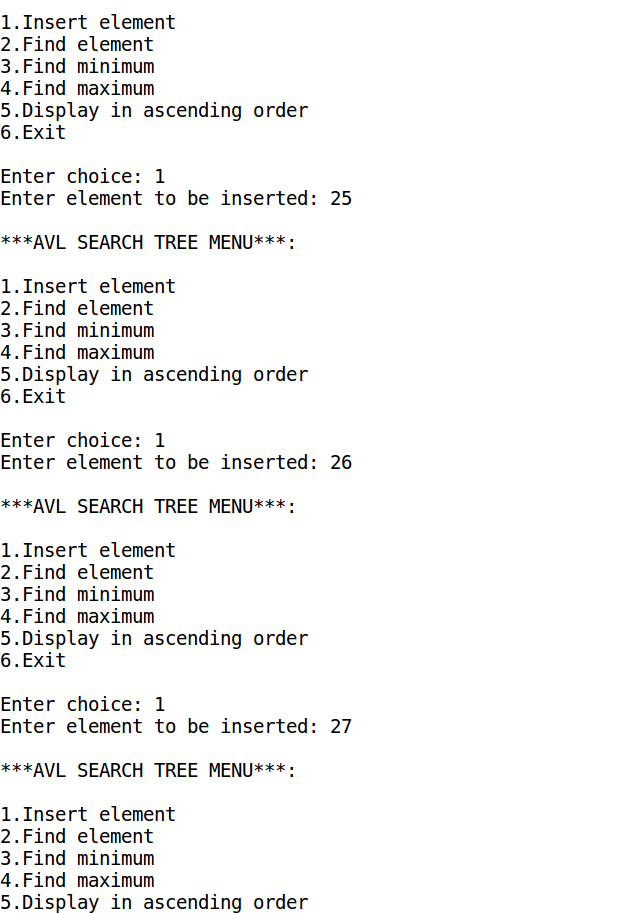 1.Insert element
2.Find element
3.Find minimum
4.Find maximum
5.Display in ascending order
6.Exit
Enter choice: 1
Enter element to be inserted: 25
***AVL SEARCH TREE MENU***:
1.Insert element
2.Find element
3.Find minimum
4.Find maximum
5.Display in ascending order
6.Exit
Enter choice: 1
Enter element to be inserted: 26
***AVL SEARCH TREE MENU***:
1.Insert element
2.Find element
3.Find minimum
4.Find maximum
5.Display in ascending order
6.Exit
Enter choice: 1
Enter element to be inserted: 27
***AVL SEARCH TREE MENU***:
1.Insert element
2.Find element
3.Find minimum
4.Find maximum
5.Display in ascending order